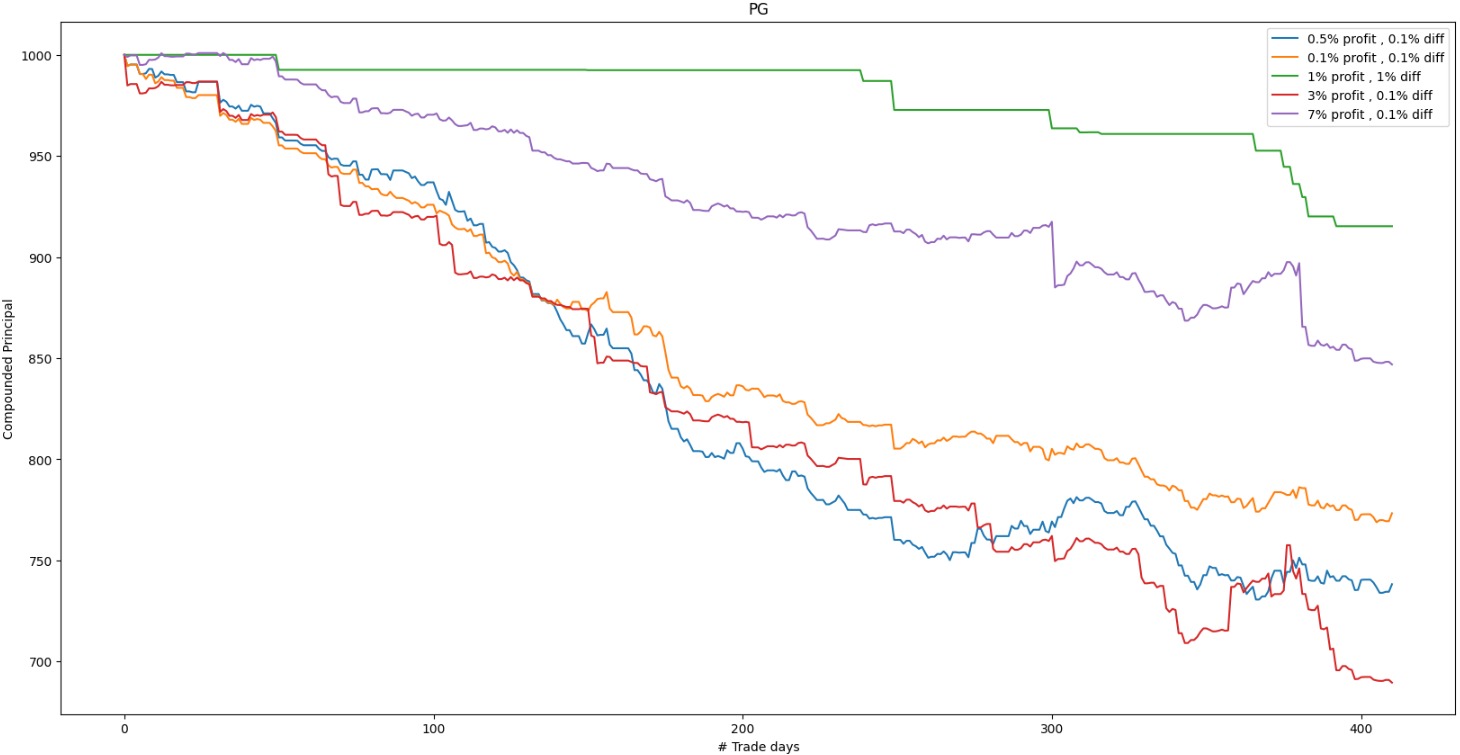 PG
0.5% profit , 0.1% diff
0.1% profit , 0.1% diff
1% profit , 1% diff
3% profit , 0.1% diff
7% profit , 0.1% diff
Compounded Principal
1000
950
900
850
800
750
700
0 100 200 300 400
# Trade days